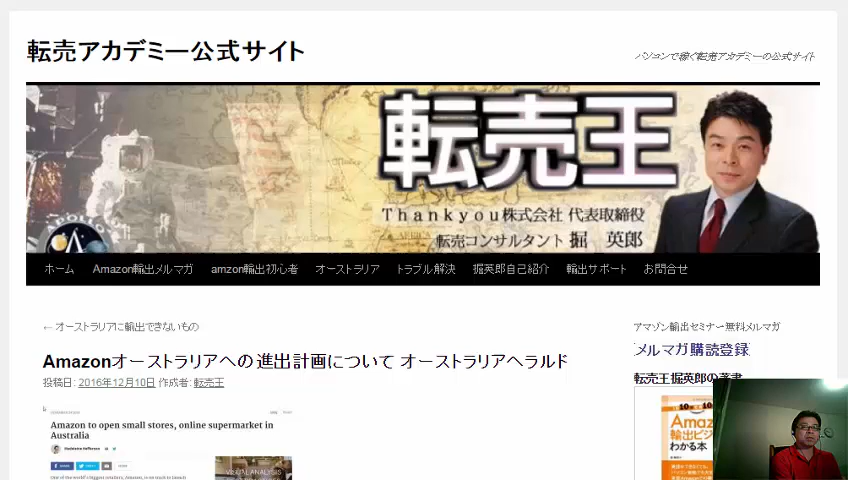 転売アカデミー公式サイト
パソコンで稼ぐ転売アカデミーの公式サイト
転売王
Thankyou株式会社 代表取締役
転売コンサルタント 掘 英郎
APOLLO
ホーム Amazon輸出メルマガ amzon輸出初心者 オーストラリア トラブル解決 掘英郎自己紹介 輸出サポート お問合せ
← オーストラリアに輸出できないもの
Amazonオーストラリアへの進出計画について オーストラリアヘラルド
投稿日: 2016年12月10日 作成者: 転売王
Amazon to open small stores, online supermarket in
Australia
VISUAL ANALYSIS
アマゾン輸出セミナー無料メルマガ
メルマガ購読登録
転売王掘英郎の著書
Amaz
輸出ビジ
わかる本